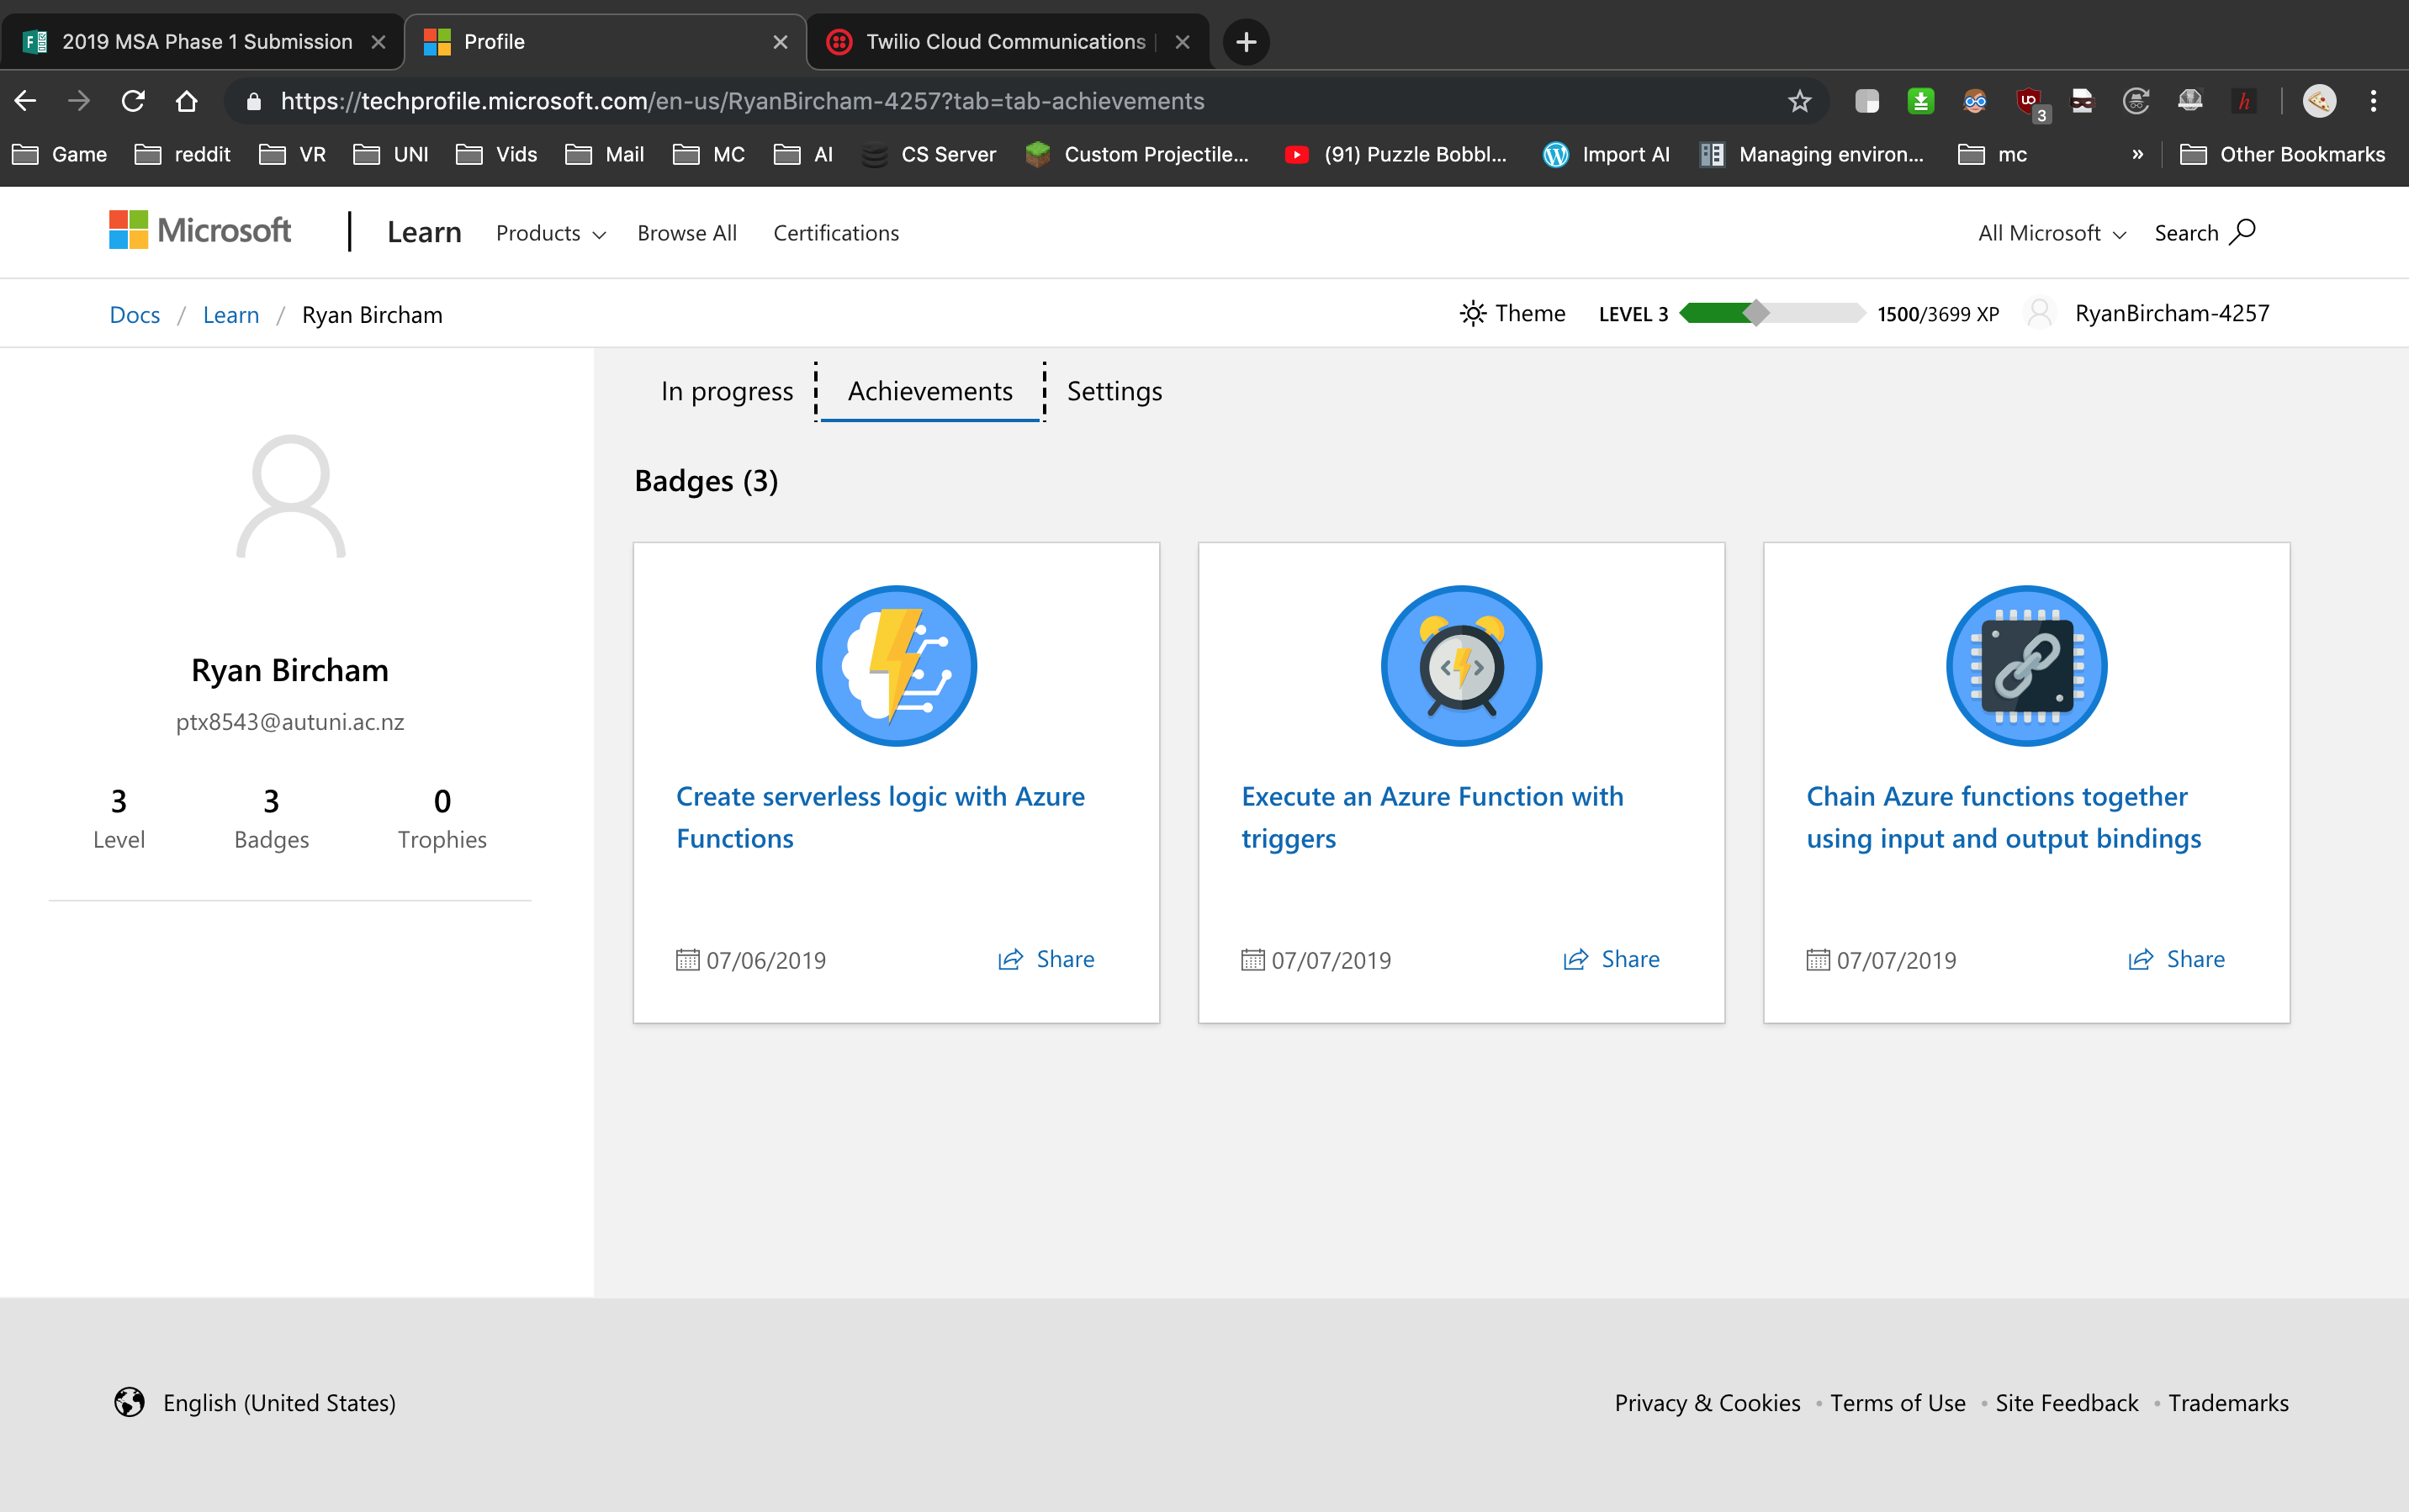 2019 MSA Phase 1 Submission
Profile
Twilio Cloud Communications
https://techprofile.microsoft.com/en-us/RyanBircham-4257?tab=tab-achievements
3
Game reddit VR UNI Vids Mail MC AI CS Server Custom Projectile... (91) Puzzle Bobbl... Import AI Managing environ... mc » Other Bookmarks
Microsoft | Learn Products Browse All Certifications All Microsoft Search
Docs / Learn / Ryan Bircham Theme LEVEL 3 1500/3699 XP RyanBircham-4257
In progress Achievements Settings
Badges (3)
Ryan Bircham
ptx8543@autuni.ac.nz
3 3 0
Level Badges Trophies
Create serverless logic with Azure
Functions
07/06/2019 Share
Execute an Azure Function with
triggers
07/07/2019 Share
Chain Azure functions together
using input and output bindings
07/07/2019 Share
English (United States)
Privacy & Cookies • Terms of Use • Site Feedback • Trademarks